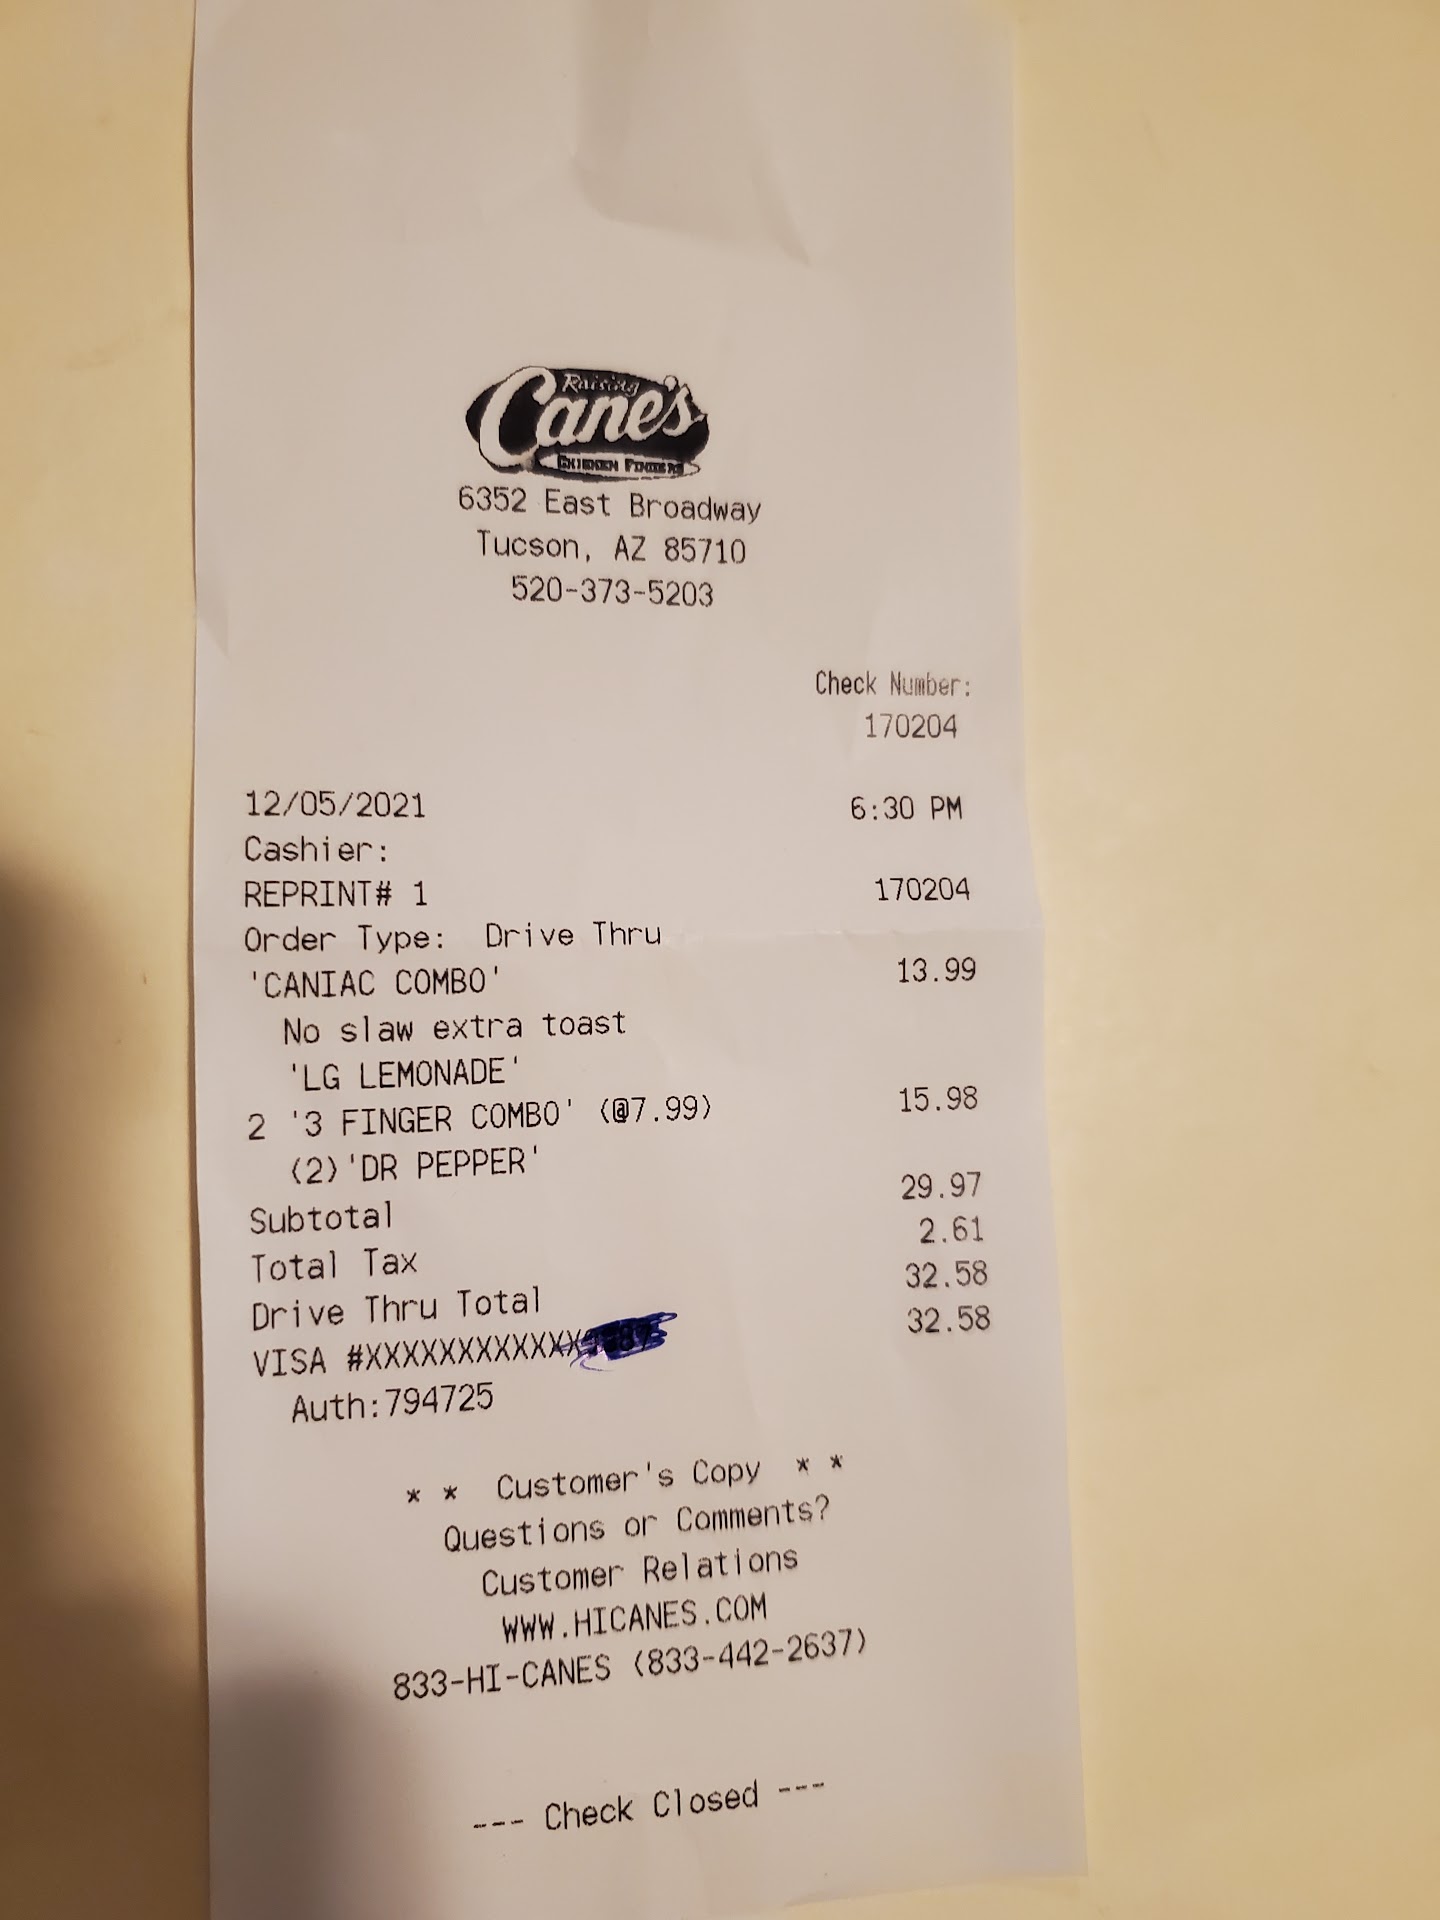 Raising
Cane's
CHICKEN FINGERS
6352 East Broadway
Tucson, AZ 85710
520-373-5203
Check Number:
170204
12/05/2021 6:30 PM
Cashier:
REPRINT# 1 170204
Order Type: Drive Thru
'CANIAC COMBO' 13.99
No slaw extra toast
'LG LEMONADE'
2 '3 FINGER COMBO' (@7.99) 15.98
(2)'DR PEPPER'
Subtotal 29.97
Total Tax 2.61
Drive Thru Total 32.58
VISA #XXXXXXXXXXXX 32.58
Auth:794725
* * Customer's Copy * *
Questions or Comments?
Customer Relations
WWW.HICANES.COM
833-HI-CANES (833-442-2637)
--- Check Closed ---